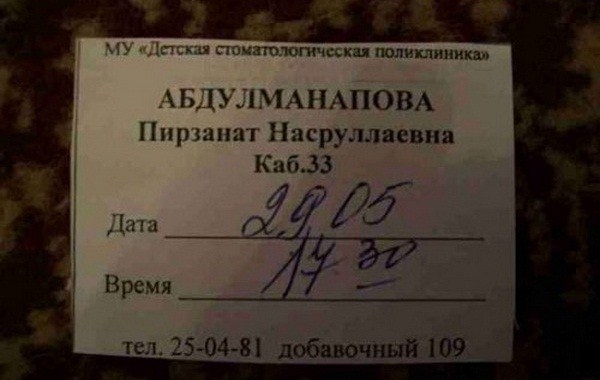 МУ «Детская стоматологическая поликлиника»
АБДУЛМАНАПОВА
Пирзанат Насруллаевна
Каб.33
Дата 29 05
Время 17 30
тел. 25-04-81 добавочный 109